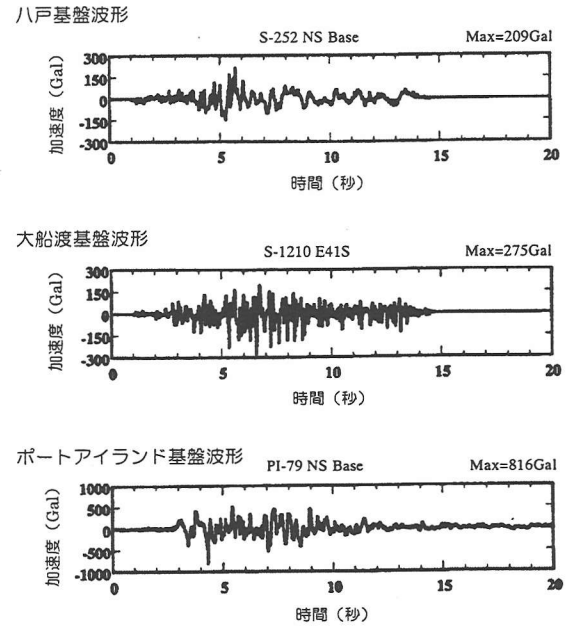 八戸基盤波形
S-252 NS Base Max=209Gal
加速度 (Gal)
300
150
0
-150
-300
0 5 10 15 20
時間 (秒)
大船渡基盤波形
S-1210 E41S Max=275Gal
加速度 (Gal)
300
150
0
-150
-300
0 5 10 15 20
時間 (秒)
ポートアイランド基盤波形
PI-79 NS Base Max=816Gal
加速度 (Gal)
1000
500
0
-500
-1000
0 5 10 15 20
時間 (秒)